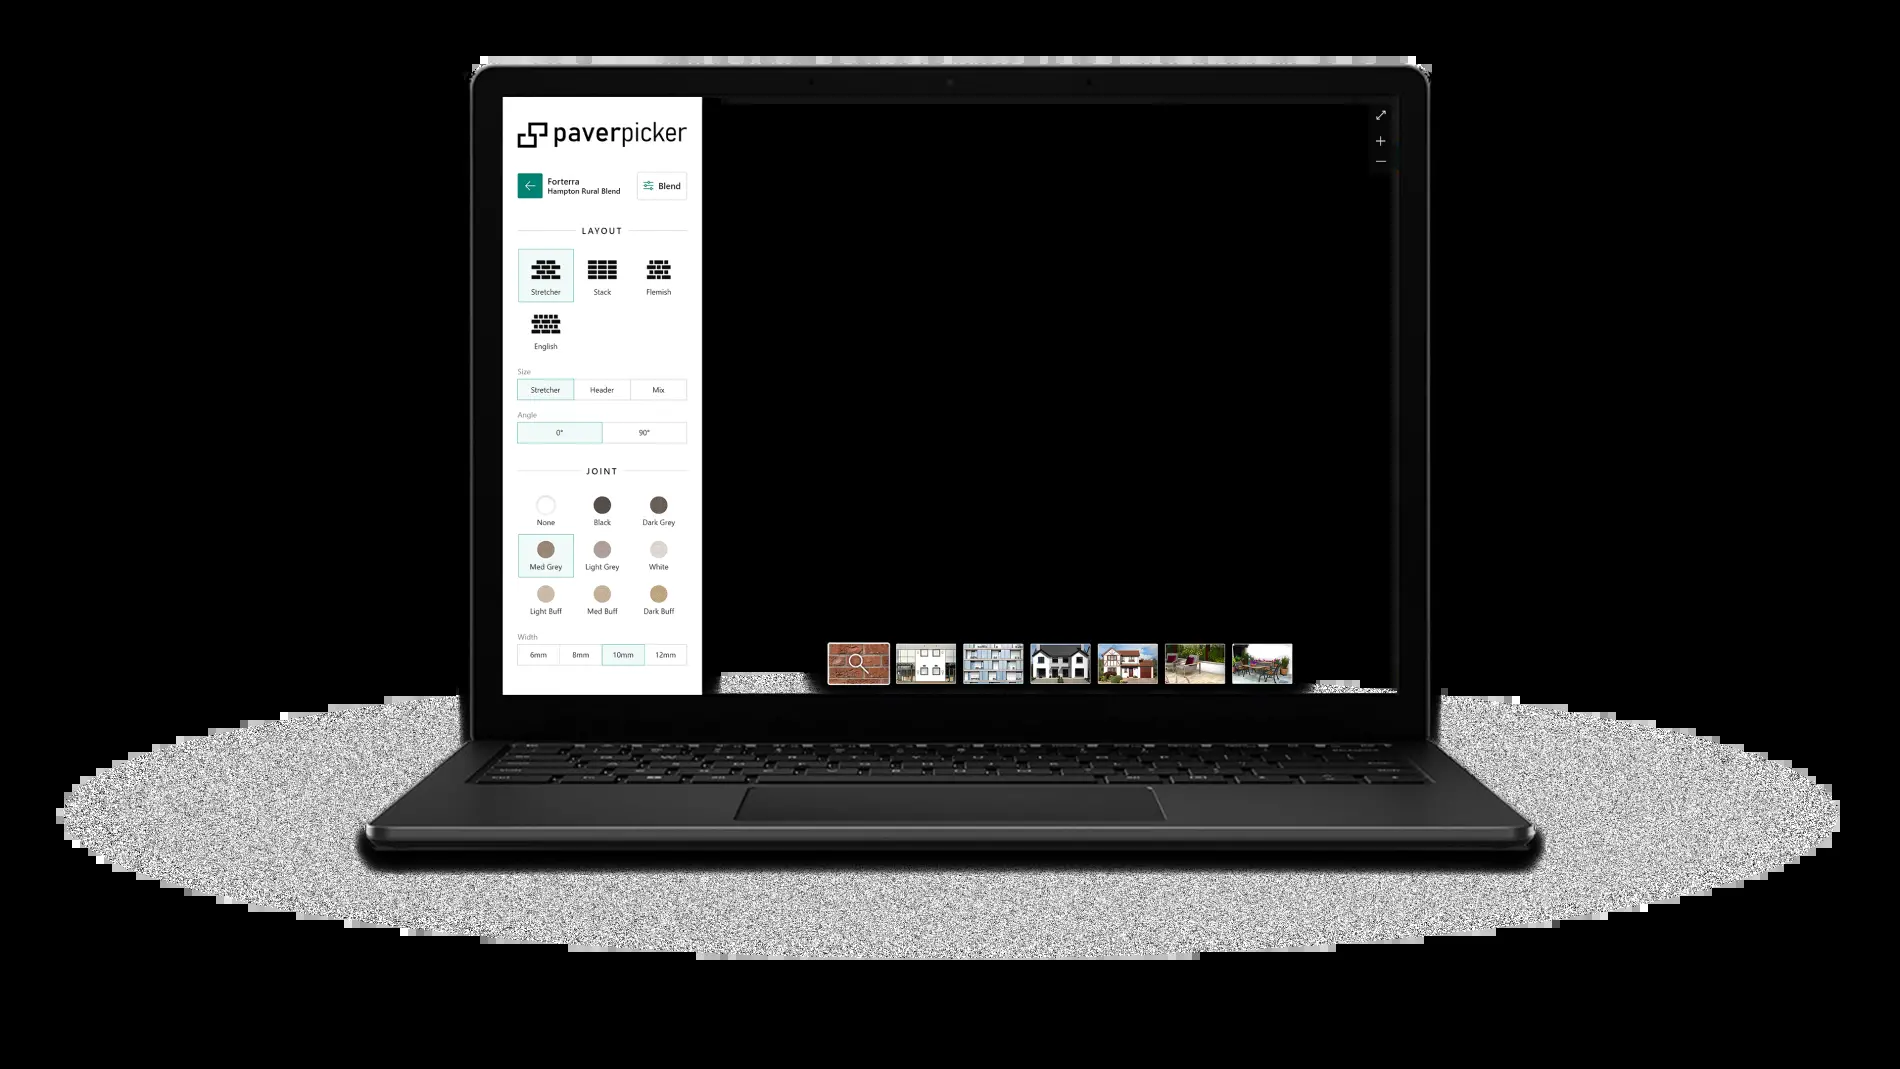 paverpicker
Forterra
Hampton Rural Blend
Blend
LAYOUT
Stretcher Stack Flemish
English
Size
Stretcher Header Mix
Angle
0° 90°
JOINT
None Black Dark Grey
Med Grey Light Grey White
Light Buff Med Buff Dark Buff
Width
6mm 8mm 10mm 12mm